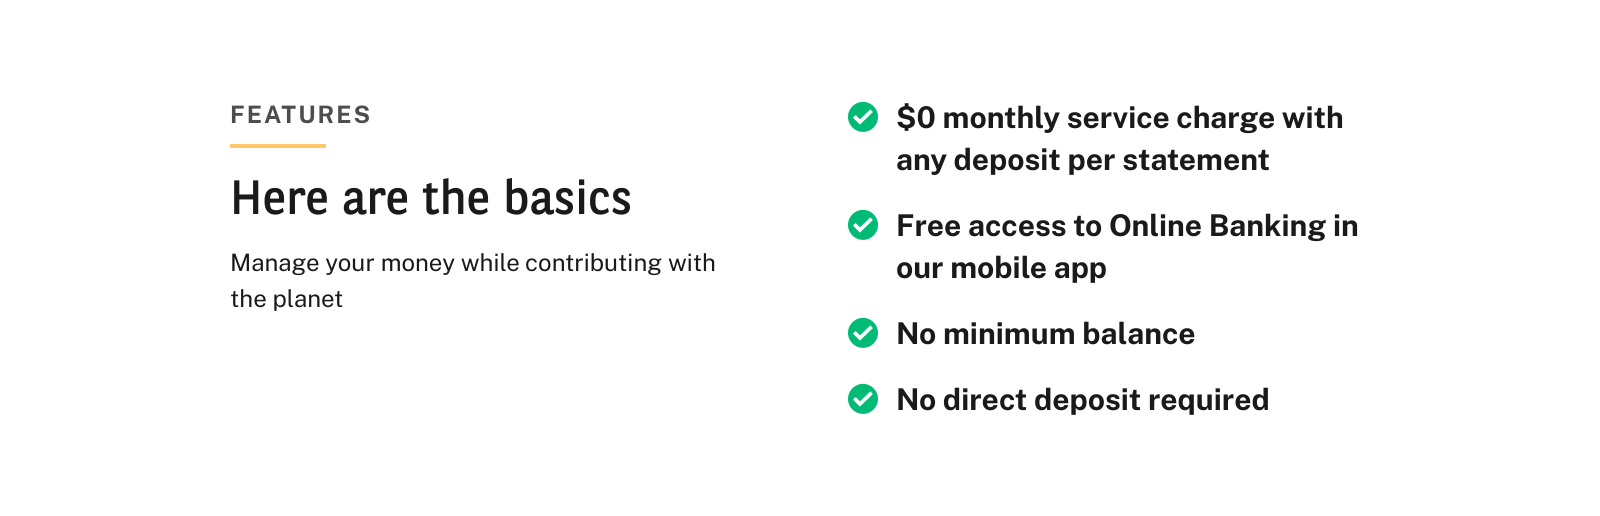 FEATURES
Here are the basics
Manage your money while contributing with
the planet
$0 monthly service charge with
any deposit per statement
Free access to Online Banking in
our mobile app
No minimum balance
No direct deposit required